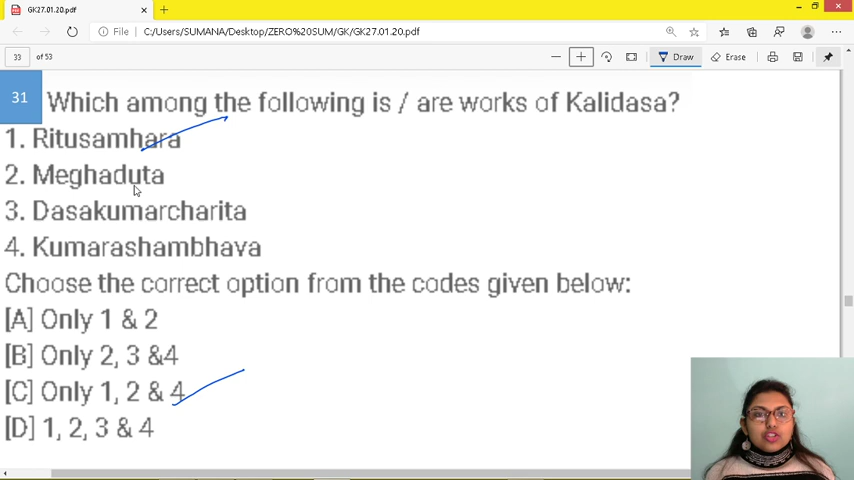 GK27.01.20.pdf
File C:/Users/SUMANA/Desktop/ZERO%20SUM/GK/GK27.01.20.pdf
33 of 53 Draw Erase
31 Which among the following is / are works of Kalidasa?
1. Ritusamhara
2. Meghaduta
3. Dasakumarcharita
4. Kumarashambhava
Choose the correct option from the codes given below:
[A] Only 1 & 2
[B] Only 2, 3 &4
[C] Only 1, 2 & 4
[D] 1, 2, 3 & 4